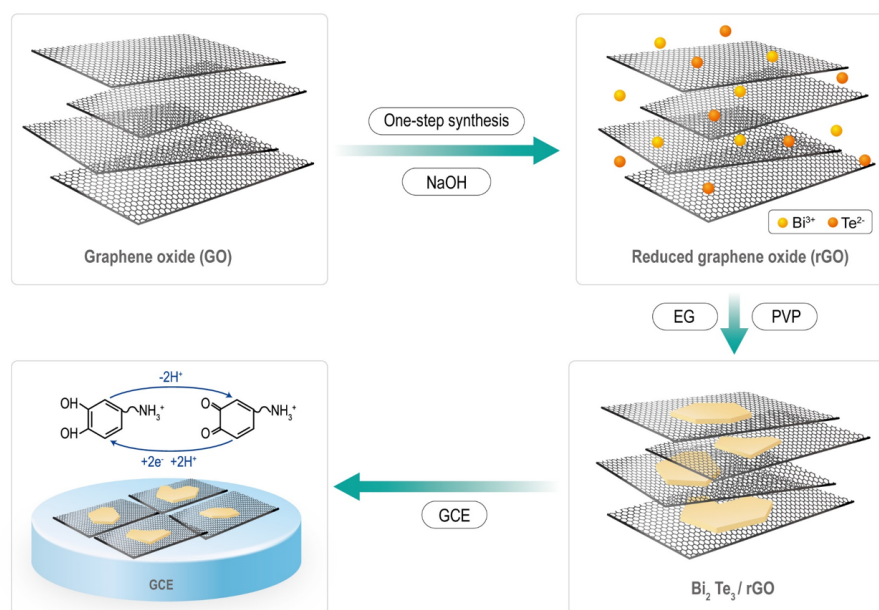 Graphene oxide (GO)
One-step synthesis
NaOH
Bi³⁺ Te²⁻
Reduced graphene oxide (rGO)
EG PVP
-2H⁺
OH
OH
NH₃⁺
O
O
NH₃⁺
+2e⁻ +2H⁺
GCE
GCE
Bi₂ Te₃ / rGO